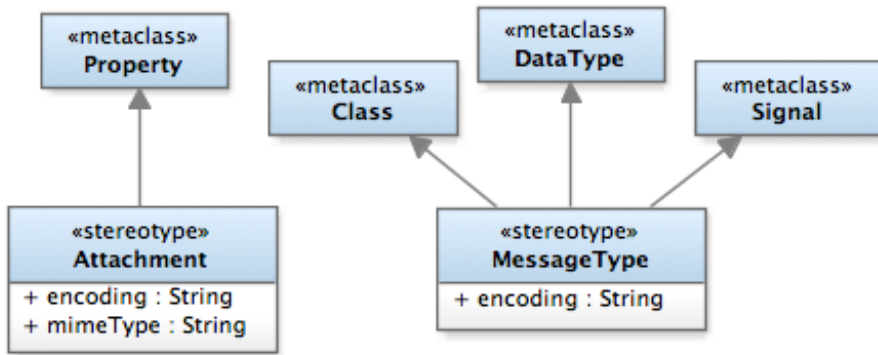 «metaclass»
Property
«metaclass»
DataType
«metaclass»
Class
«metaclass»
Signal
«stereotype»
Attachment
+ encoding : String
+ mimeType : String
«stereotype»
MessageType
+ encoding : String